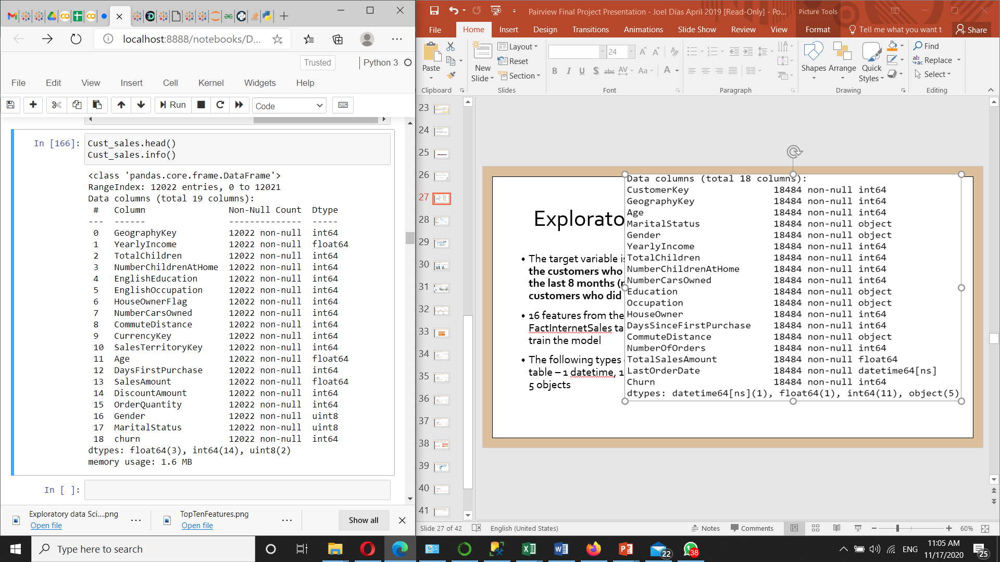 localhost:8888/notebooks/D...
Trusted
Python 3
File Edit View Insert Cell Kernel Widgets Help
Run
Code
In [166]:
Cust_sales.head()
Cust_sales.info()
<class 'pandas.core.frame.DataFrame'>
RangeIndex: 12022 entries, 0 to 12021
Data columns (total 19 columns):
# Column Non-Null Count Dtype
--- ------ -------------- -----
0 GeographyKey 12022 non-null int64
1 YearlyIncome 12022 non-null float64
2 TotalChildren 12022 non-null int64
3 NumberChildrenAtHome 12022 non-null int64
4 EnglishEducation 12022 non-null int64
5 EnglishOccupation 12022 non-null int64
6 HouseOwnerFlag 12022 non-null int64
7 NumberCarsOwned 12022 non-null int64
8 CommuteDistance 12022 non-null int64
9 CurrencyKey 12022 non-null int64
10 SalesTerritoryKey 12022 non-null int64
11 Age 12022 non-null float64
12 DaysFirstPurchase 12022 non-null int64
13 SalesAmount 12022 non-null float64
14 DiscountAmount 12022 non-null int64
15 OrderQuantity 12022 non-null int64
16 Gender 12022 non-null uint8
17 MaritalStatus 12022 non-null uint8
18 churn 12022 non-null int64
dtypes: float64(3), int64(14), uint8(2)
memory usage: 1.6 MB
In [ ]:
Exploratory data Sci....png
Open file
TopTenFeatures.png
Open file
Show all
Pairview Final Project Presentation - Joel Dias April 2019 [Read-Only] - Po...
Picture Tools
File Home Insert Design Transitions Animations Slide Show Review View Format
Tell me what you want t
Share
Paste
New Slide
Layout
Reset
Section
24
B I U S abc AV Aa A
Shapes Arrange Quick Styles
Find
Replace
Select
Clipboard Slides Font Paragraph Drawing Editing
23
24
25
26
27
28
29
30
31
32
33
34
35
36
37
38
39
40
41
Explorato
• The target variable is
the customers who
the last 8 months (r
customers who did
• 16 features from the
FactInternetSales ta
train the model
• The following types
table – 1 datetime, 1
5 objects
Data columns (total 18 columns):
CustomerKey 18484 non-null int64
GeographyKey 18484 non-null int64
Age 18484 non-null int64
MaritalStatus 18484 non-null object
Gender 18484 non-null object
YearlyIncome 18484 non-null int64
TotalChildren 18484 non-null int64
NumberChildrenAtHome 18484 non-null int64
NumberCarsOwned 18484 non-null int64
Education 18484 non-null object
Occupation 18484 non-null object
HouseOwner 18484 non-null int64
DaysSinceFirstPurchase 18484 non-null int64
CommuteDistance 18484 non-null object
NumberOfOrders 18484 non-null int64
TotalSalesAmount 18484 non-null float64
LastOrderDate 18484 non-null datetime64[ns]
Churn 18484 non-null int64
dtypes: datetime64[ns](1), float64(1), int64(11), object(5)
Slide 27 of 42
English (United States)
Notes
Comments
60%
Type here to search
22
38
ENG
11:05 AM
11/17/2020
25